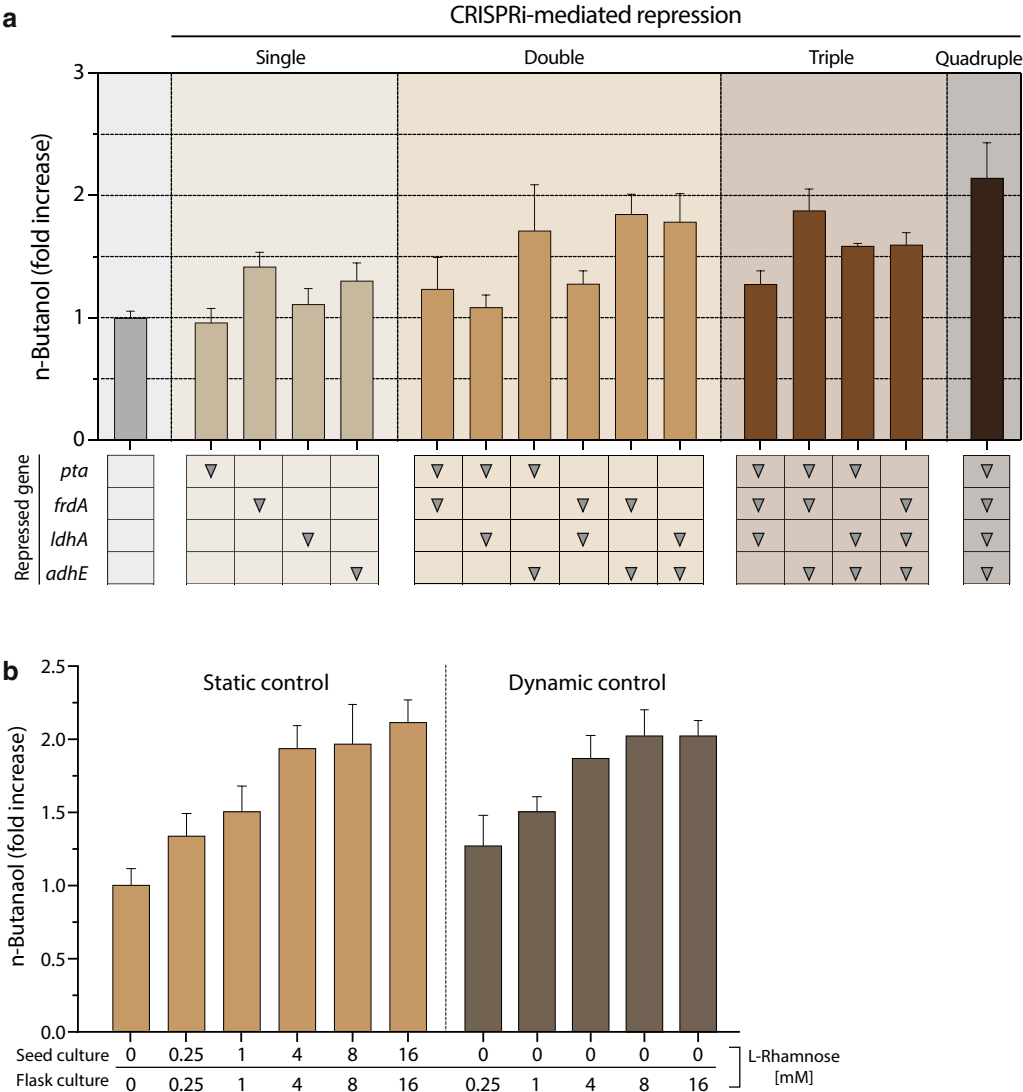 a
CRISPRi-mediated repression
Single Double Triple Quadruple
n-Butanol (fold increase)
3
2
1
0
Repressed gene
pta
frdA
ldhA
adhE
b
n-Butanaol (fold increase)
2.5
2.0
1.5
1.0
0.5
0.0
Static control Dynamic control
Seed culture 0 0.25 1 4 8 16 0 0 0 0 0
Flask culture 0 0.25 1 4 8 16 0.25 1 4 8 16
L-Rhamnose
[mM]